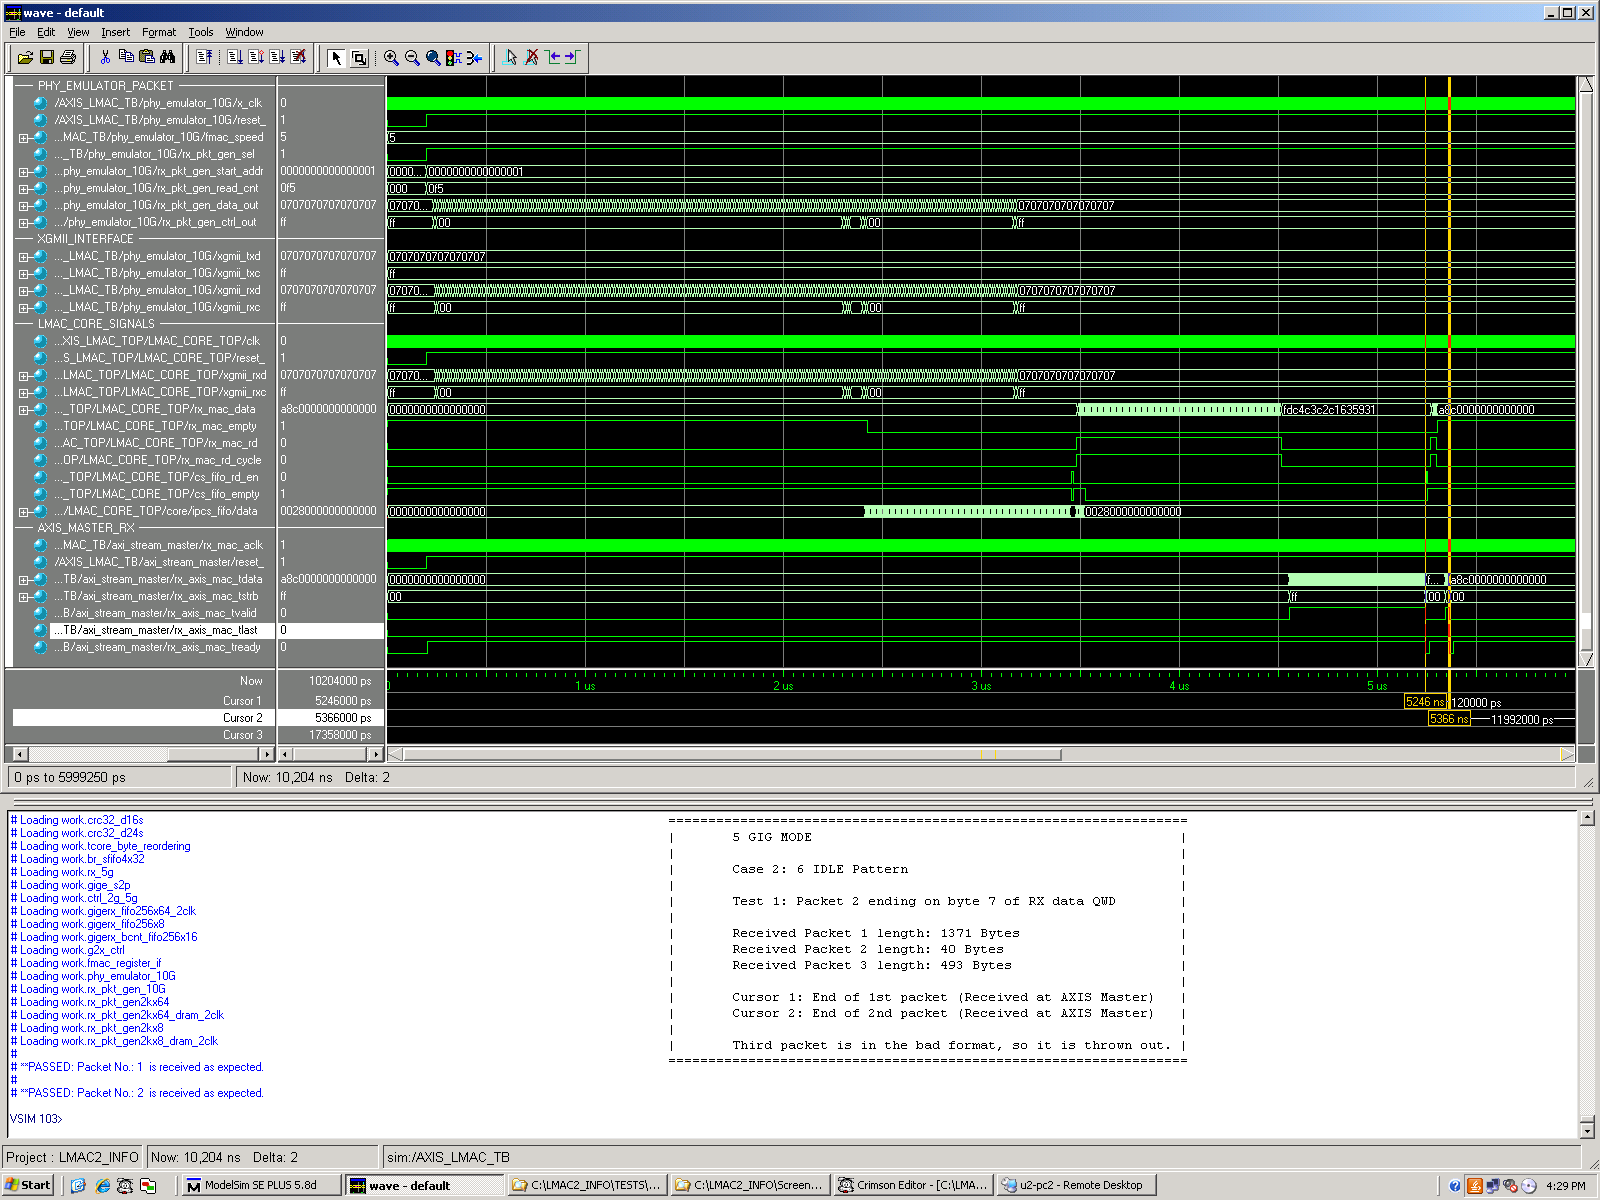 wave - default
File Edit View Insert Format Tools Window
PHY_EMULATOR_PACKET
/AXIS_LMAC_TB/phy_emulator_10G/x_clk 0
/AXIS_LMAC_TB/phy_emulator_10G/reset_ 1
...MAC_TB/phy_emulator_10G/fmac_speed 5 5
..._TB/phy_emulator_10G/rx_pkt_gen_sel 1
...phy_emulator_10G/rx_pkt_gen_start_addr 0000000000000001 0000... 0000000000000001
...phy_emulator_10G/rx_pkt_gen_read_cnt 0f5 000 0f5
...phy_emulator_10G/rx_pkt_gen_data_out 0707070707070707 07070... 0707070707070707
.../phy_emulator_10G/rx_pkt_gen_ctrl_out ff ff 00 00 ff
XGMII_INTERFACE
..._LMAC_TB/phy_emulator_10G/xgmii_txd 0707070707070707 0707070707070707
..._LMAC_TB/phy_emulator_10G/xgmii_txc ff ff
..._LMAC_TB/phy_emulator_10G/xgmii_rxd 0707070707070707 07070... 0707070707070707
..._LMAC_TB/phy_emulator_10G/xgmii_rxc ff ff 00 00 ff
LMAC_CORE_SIGNALS
...XIS_LMAC_TOP/LMAC_CORE_TOP/clk 0
...S_LMAC_TOP/LMAC_CORE_TOP/reset_ 1
...LMAC_TOP/LMAC_CORE_TOP/xgmii_rxd 0707070707070707 07070... 0707070707070707
...LMAC_TOP/LMAC_CORE_TOP/xgmii_rxc ff ff 00 00 ff
..._TOP/LMAC_CORE_TOP/rx_mac_data a8c0000000000000 0000000000000000 fdc4c3c2c1635931 a8c0000000000000
...TOP/LMAC_CORE_TOP/rx_mac_empty 1
...AC_TOP/LMAC_CORE_TOP/rx_mac_rd 0
...OP/LMAC_CORE_TOP/rx_mac_rd_cycle 0
..._TOP/LMAC_CORE_TOP/cs_fifo_rd_en 0
..._TOP/LMAC_CORE_TOP/cs_fifo_empty 1
.../LMAC_CORE_TOP/core/ipcs_fifo/data 0028000000000000 0000000000000000 0028000000000000
AXIS_MASTER_RX
...MAC_TB/axi_stream_master/rx_mac_aclk 1
/AXIS_LMAC_TB/axi_stream_master/reset_ 1
...TB/axi_stream_master/rx_axis_mac_tdata a8c0000000000000 0000000000000000 f... a8c0000000000000
...TB/axi_stream_master/rx_axis_mac_tstrb ff 00 ff 00 00
...B/axi_stream_master/rx_axis_mac_tvalid 0
...TB/axi_stream_master/rx_axis_mac_tlast 0
...B/axi_stream_master/rx_axis_mac_tready 0
Now 10204000 ps 0 1 us 2 us 3 us 4 us 5 us
Cursor 1 5246000 ps 5246 ns 120000 ps
Cursor 2 5366000 ps 5366 ns 11992000 ps
Cursor 3 17358000 ps
0 ps to 5999250 ps Now: 10,204 ns Delta: 2
# Loading work.crc32_d16s
# Loading work.crc32_d24s
# Loading work.tcore_byte_reordering
# Loading work.br_sfifo4x32
# Loading work.rx_5g
# Loading work.gige_s2p
# Loading work.ctrl_2g_5g
# Loading work.gigerx_fifo256x64_2clk
# Loading work.gigerx_fifo256x8
# Loading work.gigerx_bcnt_fifo256x16
# Loading work.g2x_ctrl
# Loading work.fmac_register_if
# Loading work.phy_emulator_10G
# Loading work.rx_pkt_gen_10G
# Loading work.rx_pkt_gen2kx64
# Loading work.rx_pkt_gen2kx64_dram_2clk
# Loading work.rx_pkt_gen2kx8
# Loading work.rx_pkt_gen2kx8_dram_2clk
#
# **PASSED: Packet No.: 1 is received as expected.
#
# **PASSED: Packet No.: 2 is received as expected.
VSIM 103>
=================================================================
| 5 GIG MODE |
| |
| Case 2: 6 IDLE Pattern |
| |
| Test 1: Packet 2 ending on byte 7 of RX data QWD |
| |
| Received Packet 1 length: 1371 Bytes |
| Received Packet 2 length: 40 Bytes |
| Received Packet 3 length: 493 Bytes |
| |
| Cursor 1: End of 1st packet (Received at AXIS Master) |
| Cursor 2: End of 2nd packet (Received at AXIS Master) |
| |
| Third packet is in the bad format, so it is thrown out. |
=================================================================
Project : LMAC2_INFO Now: 10,204 ns Delta: 2 sim:/AXIS_LMAC_TB
Start ModelSim SE PLUS 5.8d wave - default C:\LMAC2_INFO\TESTS\... C:\LMAC2_INFO\Screen... Crimson Editor - [C:\LMA... u2-pc2 - Remote Desktop 4:29 PM